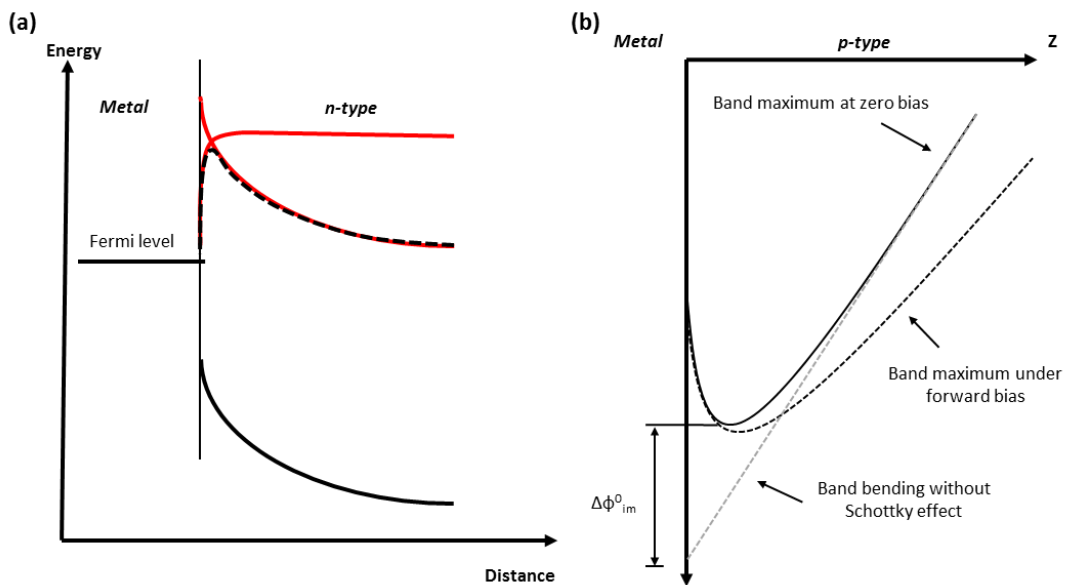 (a)
Energy
Metal
n-type
Fermi level
Distance
(b)
Metal
p-type
Z
Band maximum at zero bias
Band maximum under
forward bias
Band bending without
Schottky effect
Δϕ⁰im